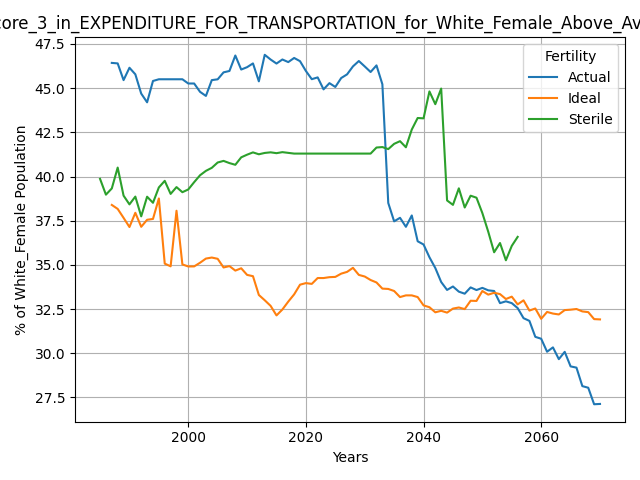 core_3_in_EXPENDITURE_FOR_TRANSPORTATION_for_White_Female_Above_Av
Fertility
Actual
Ideal
Sterile
% of White_Female Population
47.5
45.0
42.5
40.0
37.5
35.0
32.5
30.0
27.5
2000 2020 2040 2060
Years